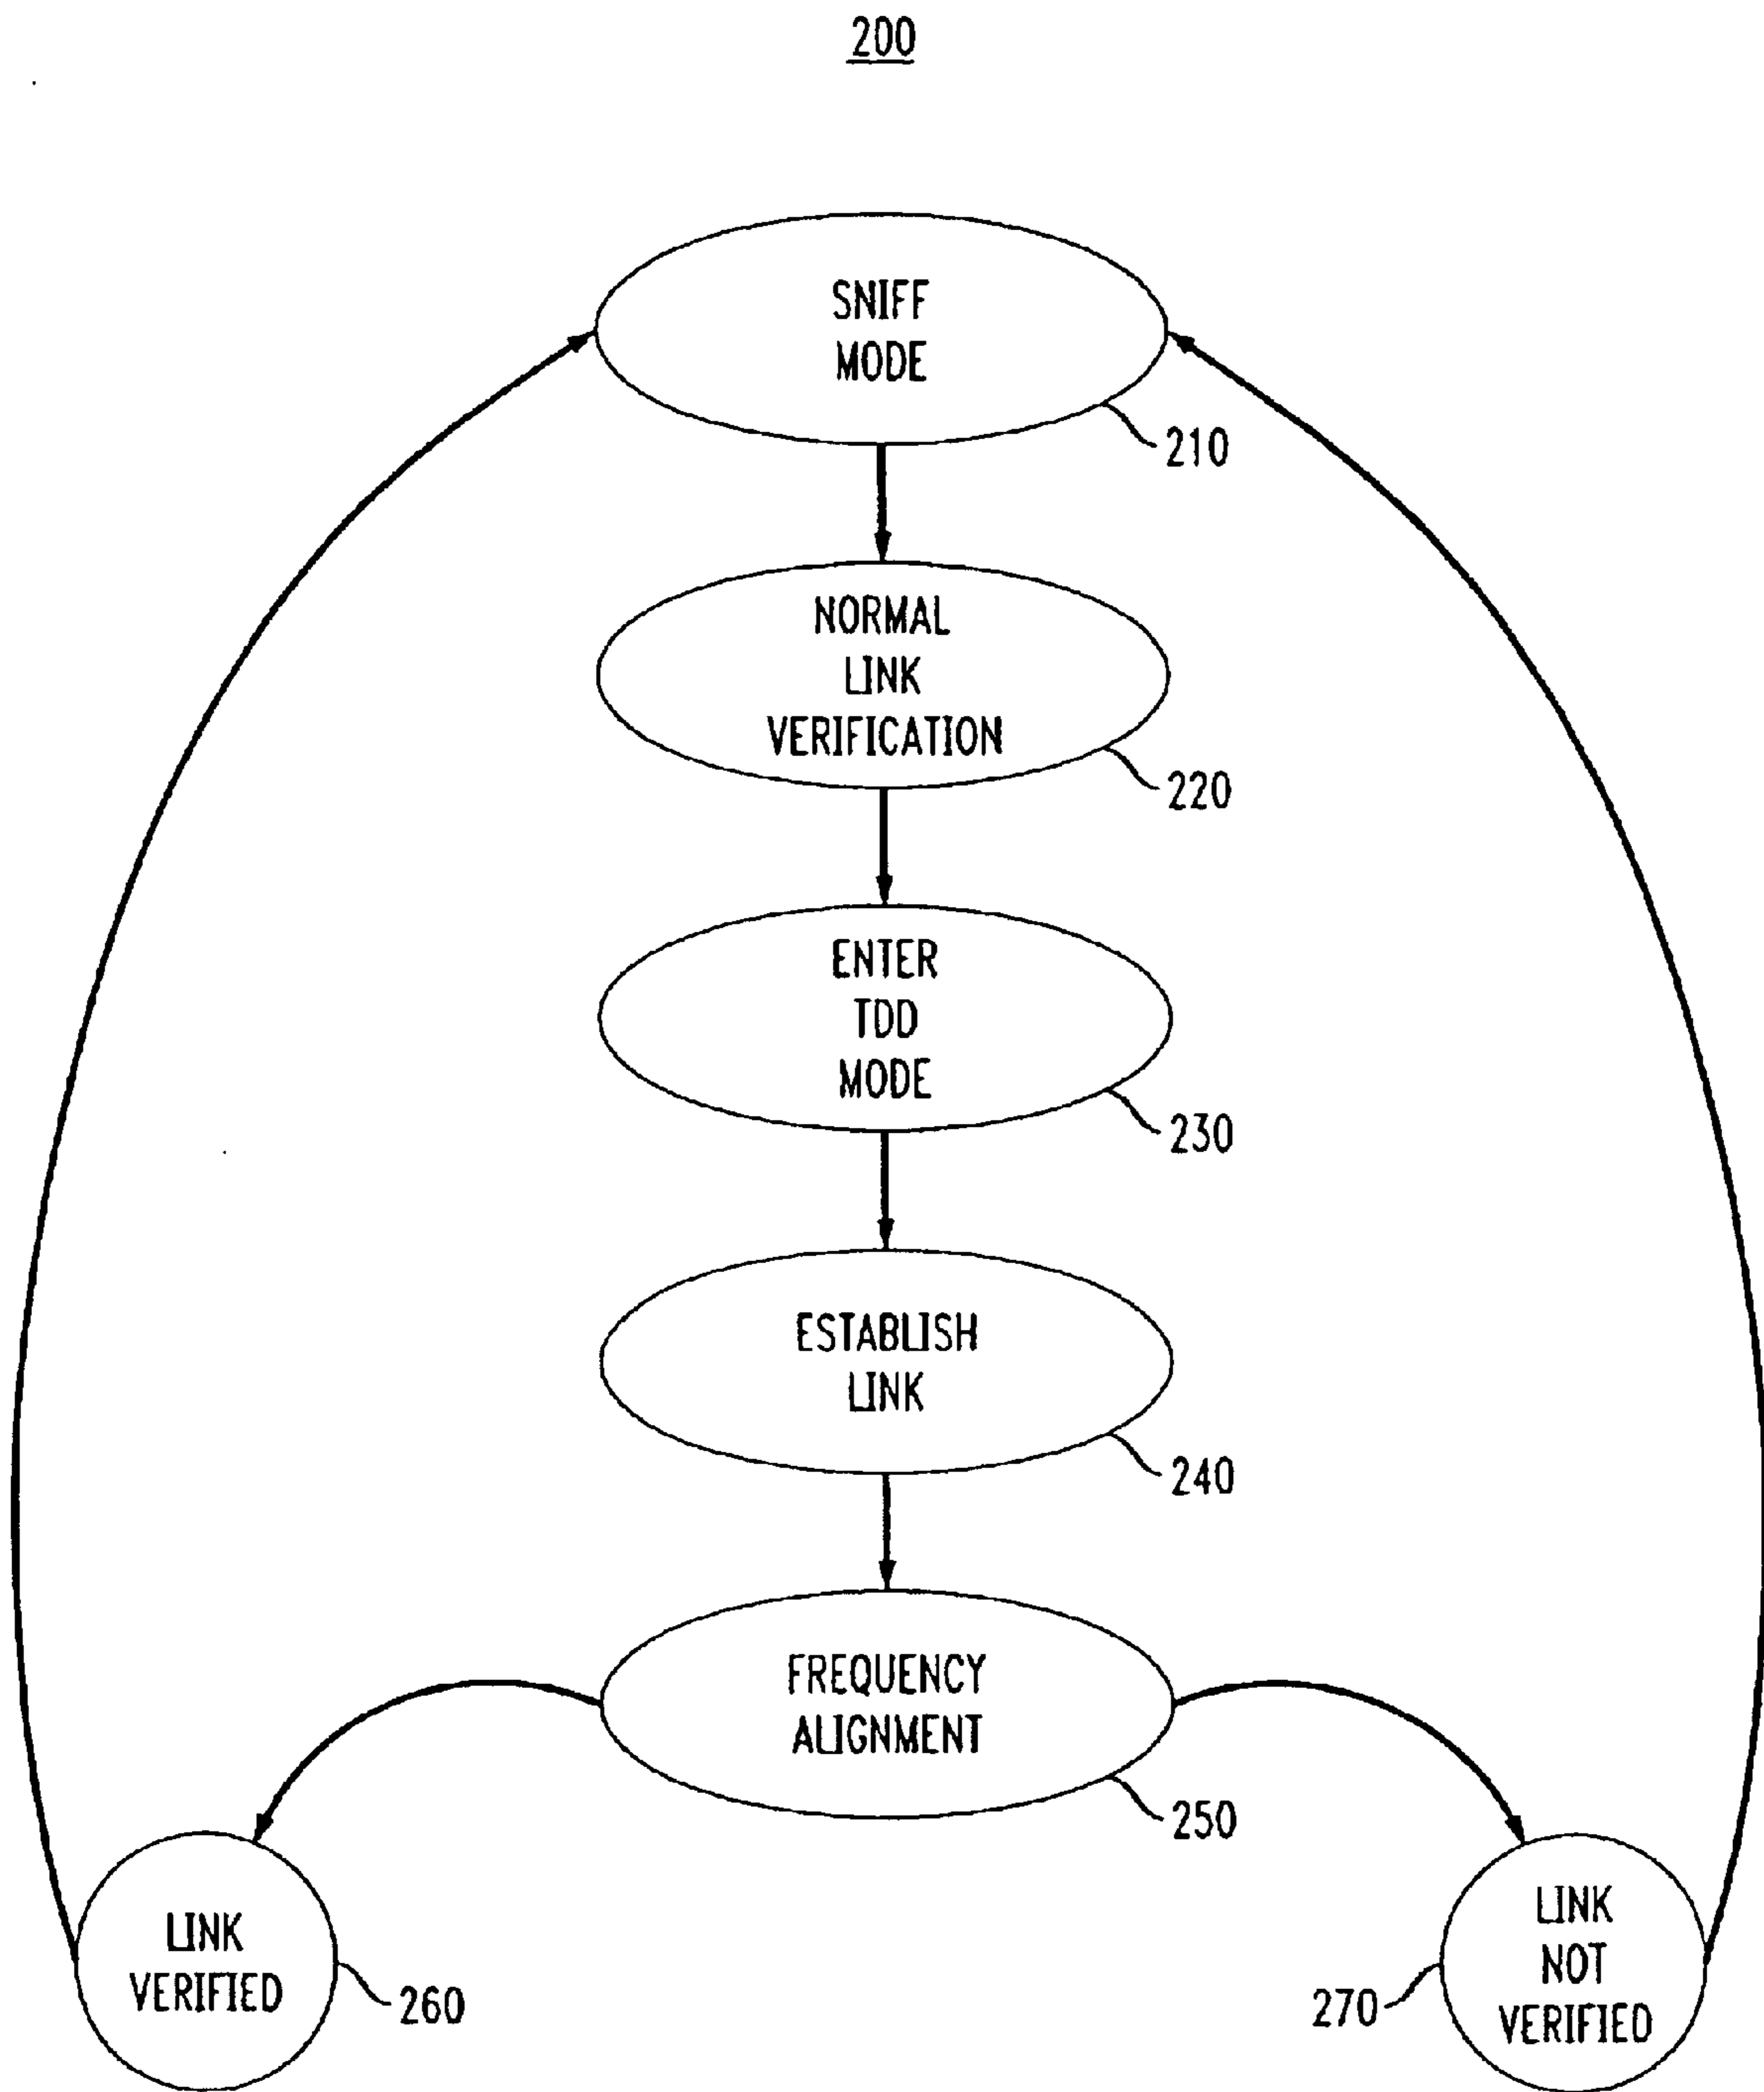 200
SNIFF
MODE
210
NORMAL
LINK
VERIFICATION
220
ENTER
TDD
MODE
230
ESTABLISH
LINK
240
FREQUENCY
ALIGNMENT
250
LINK
VERIFIED
260
LINK
NOT
VERIFIED
270